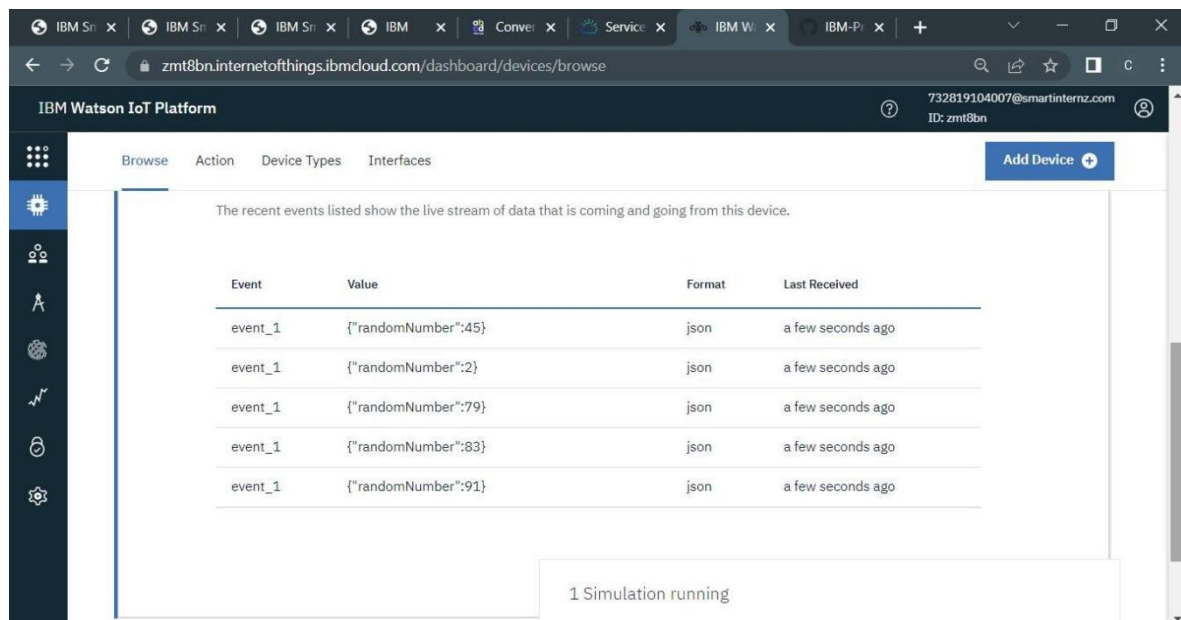 IBM Sn IBM Sn IBM Sn IBM Conver Service IBM W IBM-Pr
zmt8bn.internetofthings.ibmcloud.com/dashboard/devices/browse C
IBM Watson IoT Platform
732819104007@smartinternz.com
ID: zmt8bn
Browse Action Device Types Interfaces Add Device
The recent events listed show the live stream of data that is coming and going from this device.
Event Value Format Last Received
event_1 {"randomNumber":45} json a few seconds ago
event_1 {"randomNumber":2} json a few seconds ago
event_1 {"randomNumber":79} json a few seconds ago
event_1 {"randomNumber":83} json a few seconds ago
event_1 {"randomNumber":91} json a few seconds ago
1 Simulation running